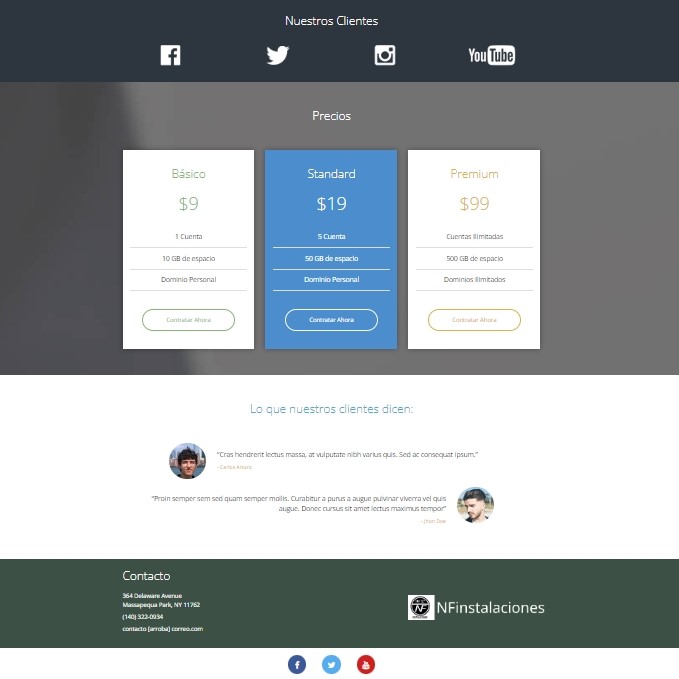 Nuestros Clientes
You Tube
Precios
Básico
$9
1 Cuenta
10 GB de espacio
Dominio Personal
Contratar Ahora
Standard
$19
5 Cuenta
50 GB de espacio
Dominio Personal
Contratar Ahora
Premium
$99
Cuentas Ilimitadas
500 GB de espacio
Dominios Ilimitados
Contratar Ahora
Lo que nuestros clientes dicen:
"Cras hendrerit lectus massa, at vulputate nibh varius quis. Sed ac consequat ipsum."
- Carlos Arturo
"Proin semper sem sed quam semper mollis. Curabitur a purus a augue pulvinar viverra vel quis
augue. Donec cursus sit amet lectus maximus tempor"
- Jhon Doe
Contacto
364 Delaware Avenue
Massapequa Park, NY 11762
(140) 322-0934
contacto [arroba] correo.com
NF
NFinstalaciones